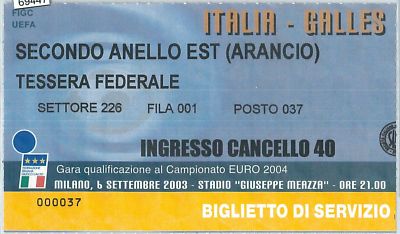 69447
FIGC
UEFA
ITALIA - GALLES
SECONDO ANELLO EST (ARANCIO)
TESSERA FEDERALE
SETTORE 226 FILA 001 POSTO 037
INGRESSO CANCELLO 40
Gara qualificazione al Campionato EURO 2004
MILANO, 6 SETTEMBRE 2003 - STADIO "GIUSEPPE MEAZZA" - ORE 21.00
000037
BIGLIETTO DI SERVIZIO